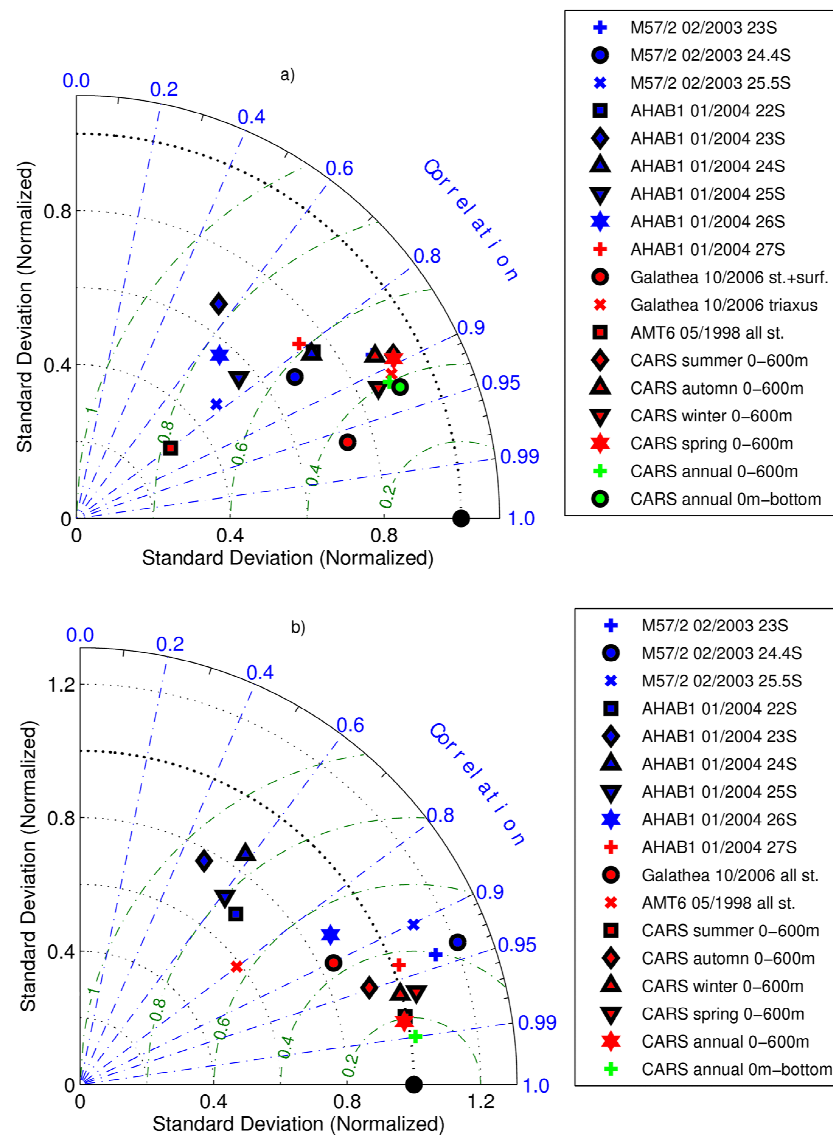 a)
0.0
0.2
0.4
0.6
0.8
0.9
0.95
0.99
1.0
Correlation
Standard Deviation (Normalized)
0.8
0.4
0
1
0.8
0.6
0.4
0.2
0
0.4
0.8
Standard Deviation (Normalized)
M57/2 02/2003 23S
M57/2 02/2003 24.4S
M57/2 02/2003 25.5S
AHAB1 01/2004 22S
AHAB1 01/2004 23S
AHAB1 01/2004 24S
AHAB1 01/2004 25S
AHAB1 01/2004 26S
AHAB1 01/2004 27S
Galathea 10/2006 st.+surf.
Galathea 10/2006 triaxus
AMT6 05/1998 all st.
CARS summer 0−600m
CARS automn 0−600m
CARS winter 0−600m
CARS spring 0−600m
CARS annual 0−600m
CARS annual 0m−bottom
b)
0.0
0.2
0.4
0.6
0.8
0.9
0.95
0.99
1.0
Correlation
Standard Deviation (Normalized)
1.2
0.8
0.4
0
1
0.8
0.6
0.4
0.2
0
0.4
0.8
1.2
Standard Deviation (Normalized)
M57/2 02/2003 23S
M57/2 02/2003 24.4S
M57/2 02/2003 25.5S
AHAB1 01/2004 22S
AHAB1 01/2004 23S
AHAB1 01/2004 24S
AHAB1 01/2004 25S
AHAB1 01/2004 26S
AHAB1 01/2004 27S
Galathea 10/2006 all st.
AMT6 05/1998 all st.
CARS summer 0−600m
CARS automn 0−600m
CARS winter 0−600m
CARS spring 0−600m
CARS annual 0−600m
CARS annual 0m−bottom